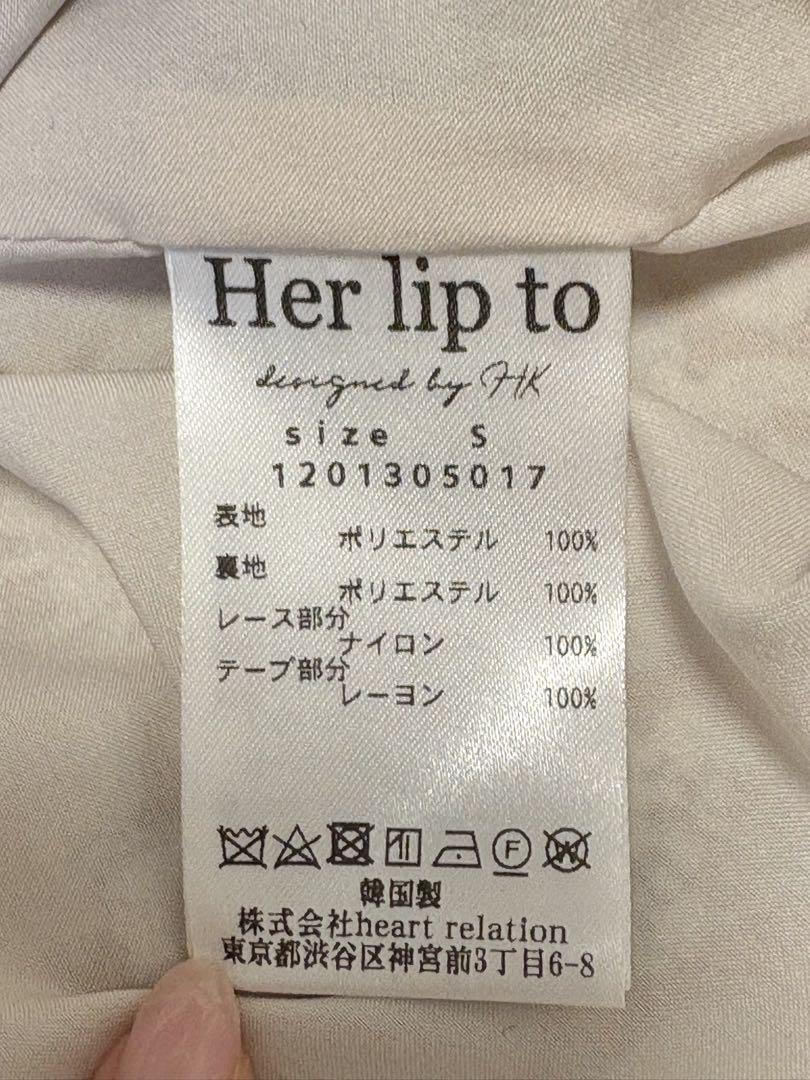 Her lip to
designed by HK
size S
1201305017
表地
ポリエステル 100%
裏地
ポリエステル 100%
レース部分
ナイロン 100%
テープ部分
レーヨン 100%
F W
韓国製
株式会社heart relation
東京都渋谷区神宮前3丁目6-8